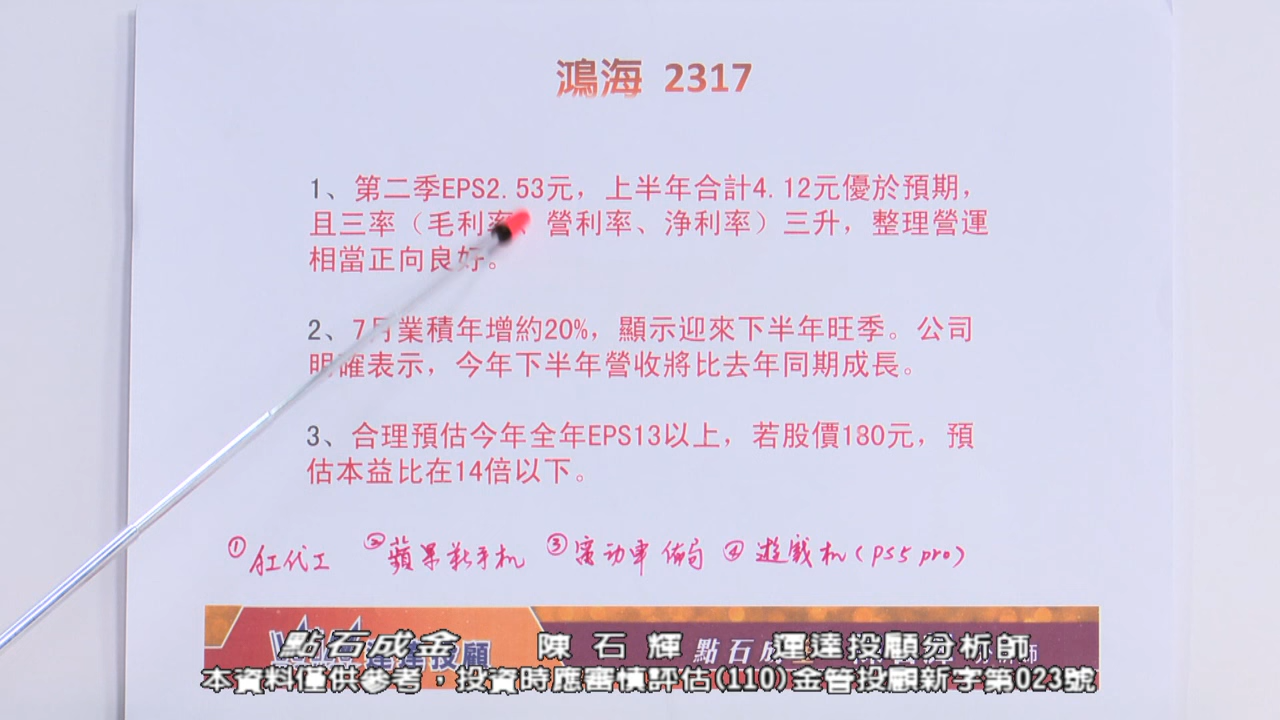 鴻海 2317
1、第二季EPS2.53元，上半年合計4.12元優於預期，
且三率（毛利率、營利率、淨利率）三升，整理營運
相當正向良好。
2、7月業績年增約20%，顯示迎來下半年旺季。公司
明確表示，今年下半年營收將比去年同期成長。
3、合理預估今年全年EPS13以上，若股價180元，預
估本益比在14倍以下。
①紅代工 ②蘋果新手机 ③電动車佈局 ④遊戲机(PS5 pro)
點石成金 陳石輝 運達投顧分析師
本資料僅供參考，投資時應審慎評估(110)金管投顧新字第023號